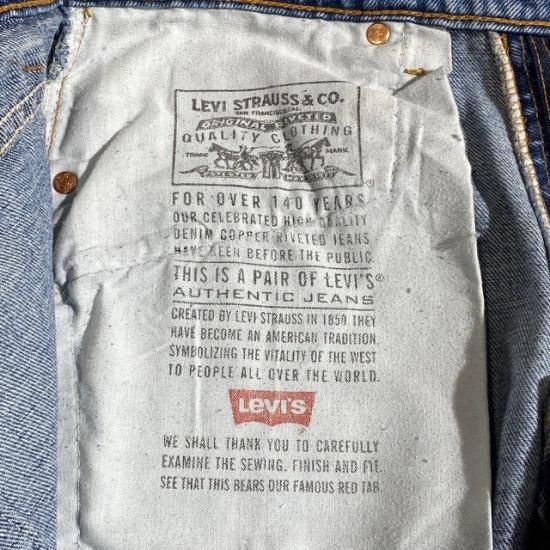 LEVI STRAUSS & CO.
SAN FRANCISCO, CAL.
ORIGINAL RIVETED
QUALITY CLOTHING
TRADE MARK
PATENTED
®
FOR OVER 140 YEARS
OUR CELEBRATED HIGH QUALITY
DENIM COPPER RIVETED JEANS
HAVE BEEN BEFORE THE PUBLIC.
THIS IS A PAIR OF LEVI'S®
AUTHENTIC JEANS
CREATED BY LEVI STRAUSS IN 1850 THEY
HAVE BECOME AN AMERICAN TRADITION,
SYMBOLIZING THE VITALITY OF THE WEST
TO PEOPLE ALL OVER THE WORLD.
LEVI'S
WE SHALL THANK YOU TO CAREFULLY
EXAMINE THE SEWING. FINISH AND FIT.
SEE THAT THIS BEARS OUR FAMOUS RED TAB